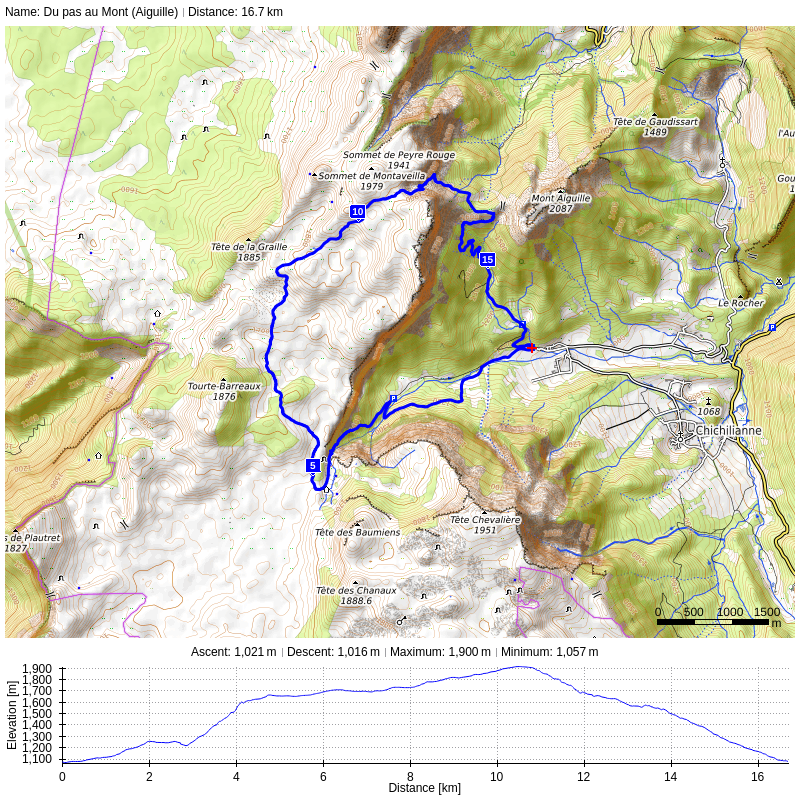 Name: Du pas au Mont (Aiguille) | Distance: 16.7 km
Tête de Gaudissart
1489
l'Au
Sommet de Peyre Rouge
1941
Sommet de Montaveilla
1979
Gou
Mont Aiguille
2087
10
Tête de la Graille
1885
15
Le Rocher
P
P
P
Tourte-Barreaux
1876
1068
Chichilianne
5
Tête Chevalière
1951
Tête des Baumiens
s de Plautret
1827
Tête des Chanaux
1888.6
0 500 1000 1500
m
Ascent: 1,021 m | Descent: 1,016 m | Maximum: 1,900 m | Minimum: 1,057 m
Elevation [m]
1,900
1,800
1,700
1,600
1,500
1,400
1,300
1,200
1,100
0 2 4 6 8 10 12 14 16
Distance [km]